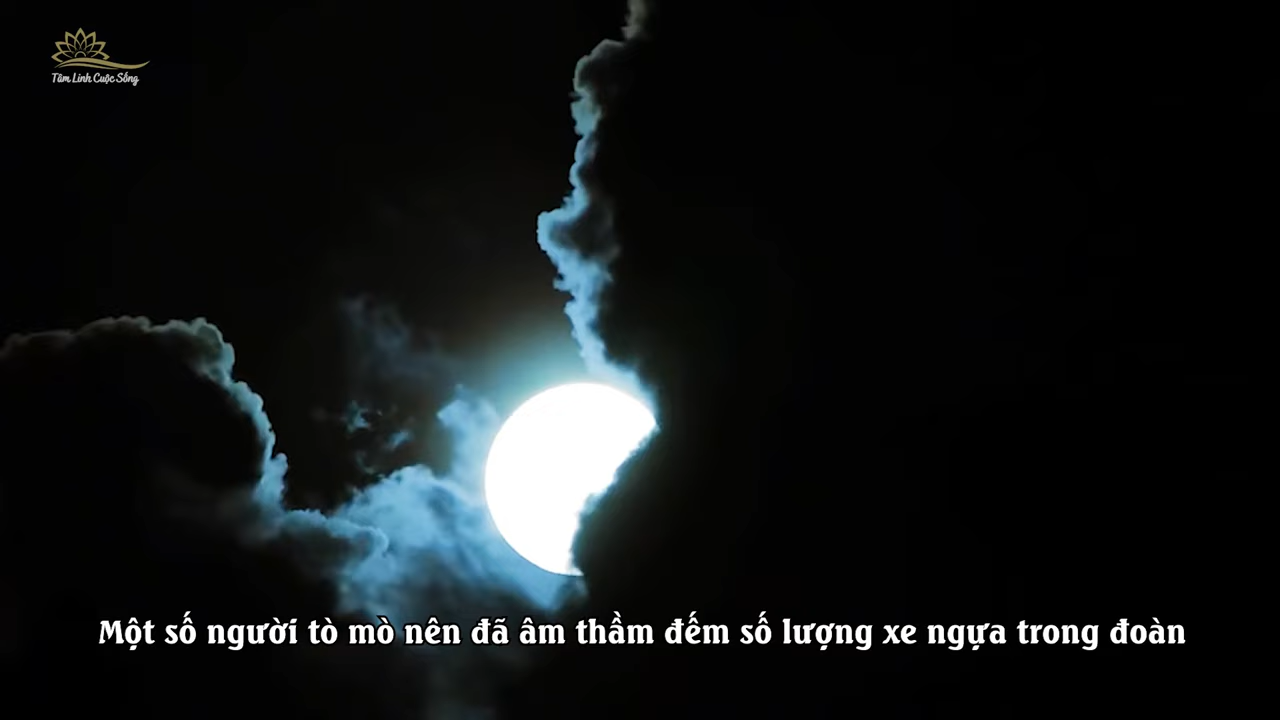 Tâm Linh Cuộc Sống
Một số người tò mò nên đã âm thầm đếm số lượng xe ngựa trong đoàn